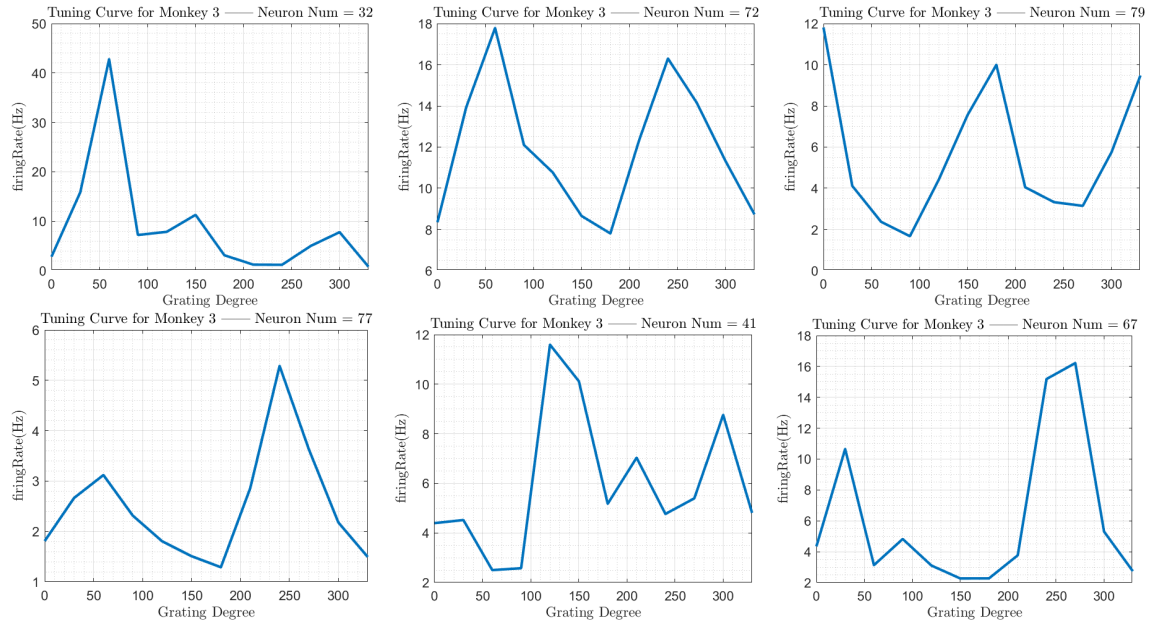 Tuning Curve for Monkey 3 —— Neuron Num = 32
50
40
30
20
10
0
firingRate(Hz)
0 50 100 150 200 250 300
Grating Degree
Tuning Curve for Monkey 3 —— Neuron Num = 72
18
16
14
12
10
8
6
firingRate(Hz)
0 50 100 150 200 250 300
Grating Degree
Tuning Curve for Monkey 3 —— Neuron Num = 79
12
10
8
6
4
2
0
firingRate(Hz)
0 50 100 150 200 250 300
Grating Degree
Tuning Curve for Monkey 3 —— Neuron Num = 77
6
5
4
3
2
1
firingRate(Hz)
0 50 100 150 200 250 300
Grating Degree
Tuning Curve for Monkey 3 —— Neuron Num = 41
12
10
8
6
4
2
firingRate(Hz)
0 50 100 150 200 250 300
Grating Degree
Tuning Curve for Monkey 3 —— Neuron Num = 67
18
16
14
12
10
8
6
4
2
firingRate(Hz)
0 50 100 150 200 250 300
Grating Degree